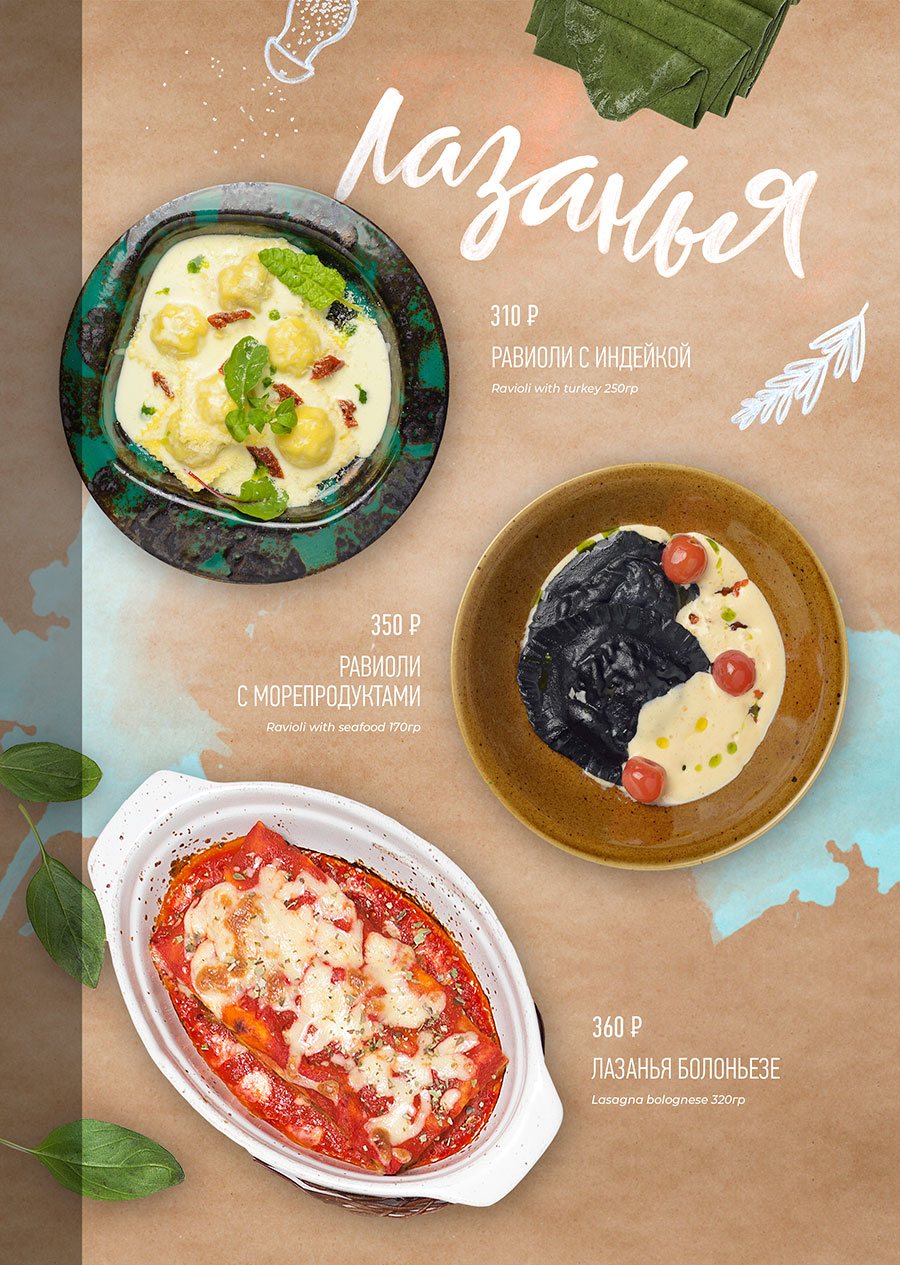 Лазанья
310 ₽
РАВИОЛИ С ИНДЕЙКОЙ
Ravioli with turkey 250гр
350 ₽
РАВИОЛИ
С МОРЕПРОДУКТАМИ
Ravioli with seafood 170гр
360 ₽
ЛАЗАНЬЯ БОЛОНЬЕЗЕ
Lasagna bolognese 320гр